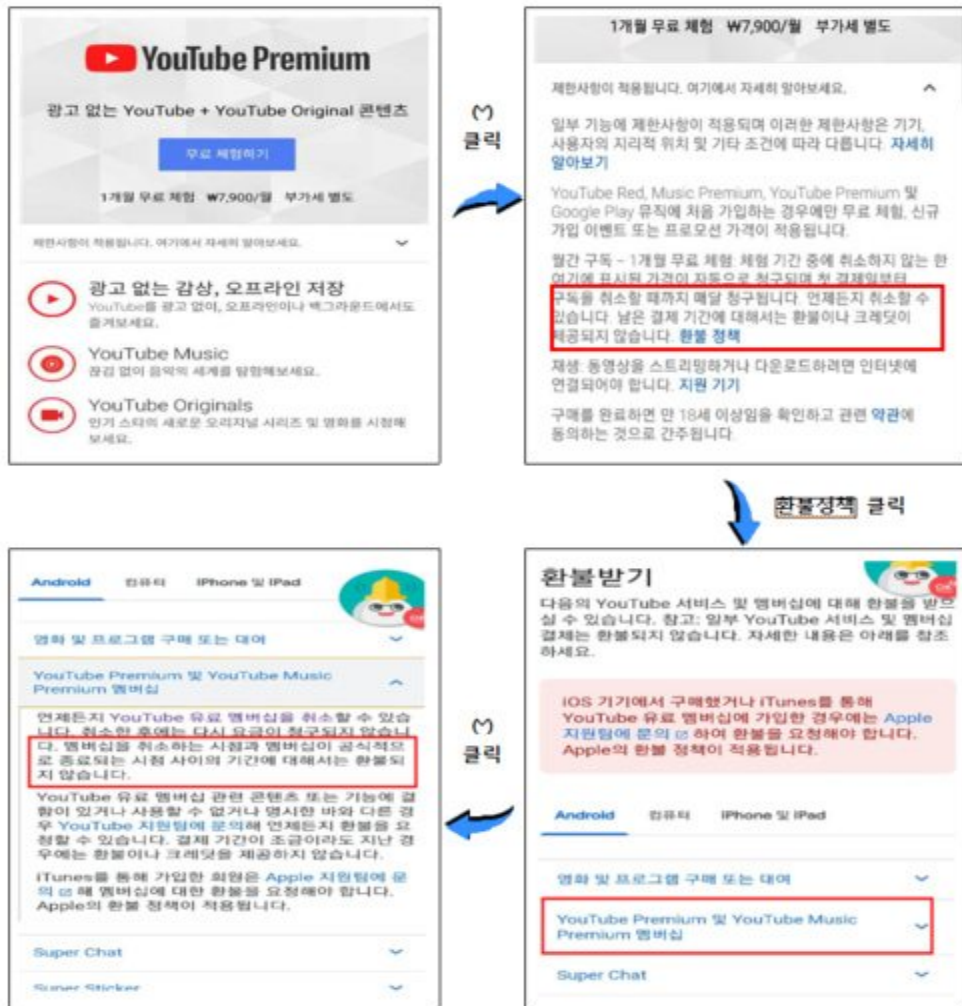 YouTube Premium
광고 없는 YouTube + YouTube Original 콘텐츠
무료 체험하기
1개월 무료 체험 ₩7,900/월 부가세 별도
제한사항이 적용됩니다. 여기에서 자세히 알아보세요.
광고 없는 감상, 오프라인 저장
YouTube를 광고 없이, 오프라인이나 백그라운드에서도
즐겨보세요.
YouTube Music
끊김 없이 음악의 세계를 탐험해보세요.
YouTube Originals
인기 스타의 새로운 오리지널 시리즈 및 영화를 시청해
보세요.
클릭
1개월 무료 체험 ₩7,900/월 부가세 별도
제한사항이 적용됩니다. 여기에서 자세히 알아보세요.
일부 기능에 제한사항이 적용되며 이러한 제한사항은 기기,
사용자의 지리적 위치 및 기타 조건에 따라 다릅니다. 자세히
알아보기
YouTube Red, Music Premium, YouTube Premium 및
Google Play 뮤직에 처음 가입하는 경우에만 무료 체험, 신규
가입 이벤트 또는 프로모션 가격이 적용됩니다.
월간 구독 – 1개월 무료 체험: 체험 기간 중에 취소하지 않는 한
여기에 표시된 가격이 자동으로 청구되며 첫 결제일부터
구독을 취소할 때까지 매달 청구됩니다. 언제든지 취소할 수
있습니다. 남은 결제 기간에 대해서는 환불이나 크레딧이
제공되지 않습니다. 환불 정책
재생: 동영상을 스트리밍하거나 다운로드하려면 인터넷에
연결되어야 합니다. 지원 기기
구매를 완료하면 만 18세 이상임을 확인하고 관련 약관에
동의하는 것으로 간주됩니다.
환불정책 클릭
환불받기
다음의 YouTube 서비스 및 멤버십에 대해 환불을 받으
실 수 있습니다. 참고: 일부 YouTube 서비스 및 멤버십
결제는 환불되지 않습니다. 자세한 내용은 아래를 참조
하세요.
iOS 기기에서 구매했거나 iTunes를 통해
YouTube 유료 멤버십에 가입한 경우에는 Apple
지원팀에 문의 하여 환불을 요청해야 합니다.
Apple의 환불 정책이 적용됩니다.
Android 컴퓨터 iPhone 및 iPad
영화 및 프로그램 구매 또는 대여
YouTube Premium 및 YouTube Music
Premium 멤버십
Super Chat
클릭
Android 컴퓨터 iPhone 및 iPad
영화 및 프로그램 구매 또는 대여
YouTube Premium 및 YouTube Music
Premium 멤버십
언제든지 YouTube 유료 멤버십을 취소할 수 있습
니다. 취소한 후에는 다시 요금이 청구되지 않습니
다. 멤버십을 취소하는 시점과 멤버십이 공식적으
로 종료되는 시점 사이의 기간에 대해서는 환불되
지 않습니다.
YouTube 유료 멤버십 관련 콘텐츠 또는 기능에 결
함이 있거나 사용할 수 없거나 명시한 바와 다른 경
우 YouTube 지원팀에 문의해 언제든지 환불을 요
청할 수 있습니다. 결제 기간이 조금이라도 지난 경
우에는 환불이나 크레딧을 제공하지 않습니다.
iTunes를 통해 가입한 회원은 Apple 지원팀에 문
의 해 멤버십에 대한 환불을 요청해야 합니다.
Apple의 환불 정책이 적용됩니다.
Super Chat
Super Sticker